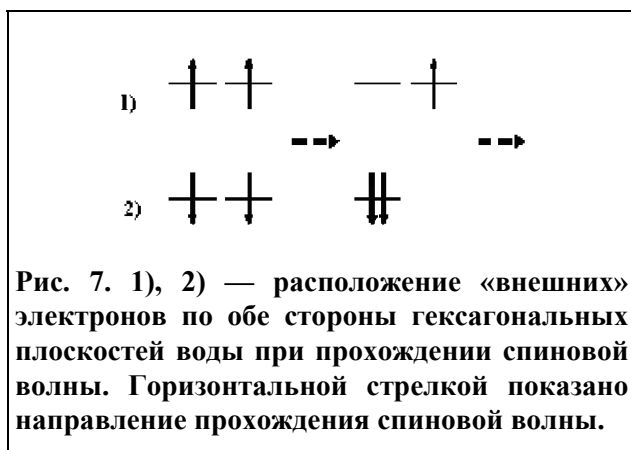 1)
2)
Рис. 7. 1), 2) — расположение «внешних»
электронов по обе стороны гексагональных
плоскостей воды при прохождении спиновой
волны. Горизонтальной стрелкой показано
направление прохождения спиновой волны.